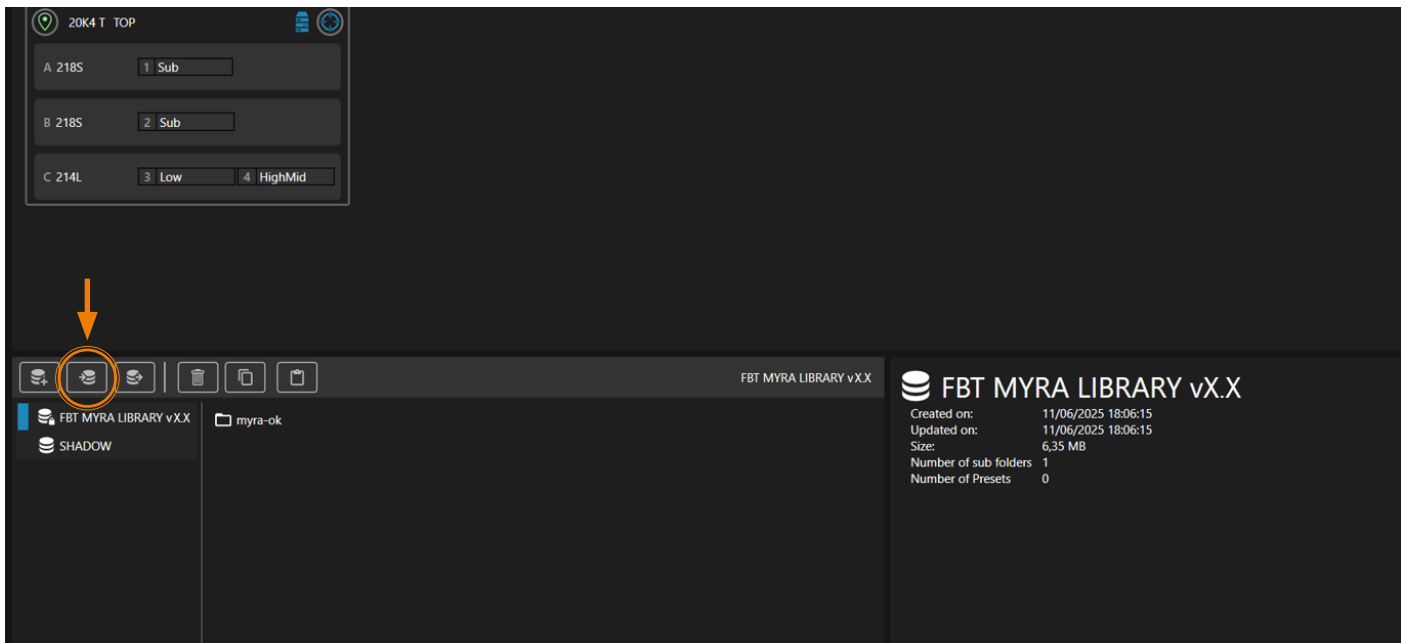 20K4 T TOP
A 218S 1 Sub
B 218S 2 Sub
C 214L 3 Low 4 HighMid
FBT MYRA LIBRARY vX.X
FBT MYRA LIBRARY vX.X
SHADOW
myra-ok
FBT MYRA LIBRARY vX.X
Created on: 11/06/2025 18:06:15
Updated on: 11/06/2025 18:06:15
Size: 6,35 MB
Number of sub folders 1
Number of Presets 0